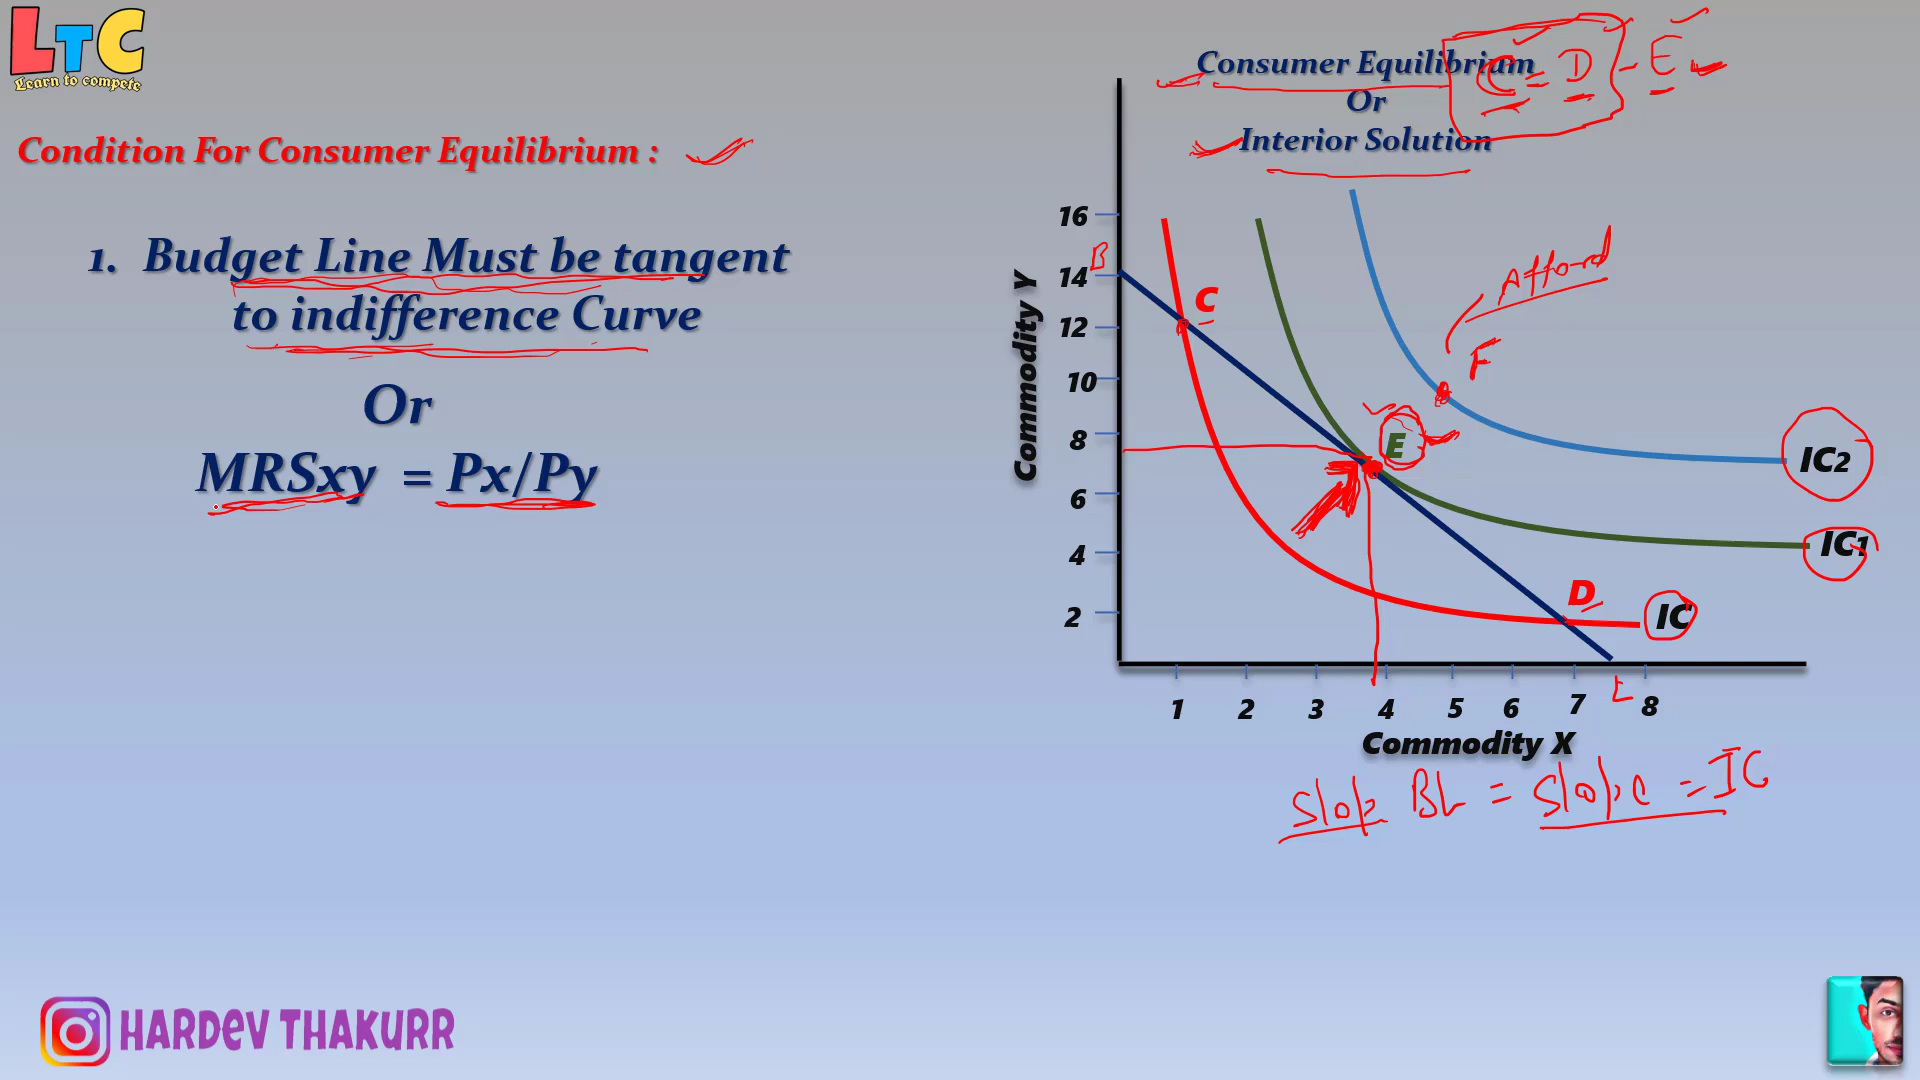 LTC
Learn to compete
Condition For Consumer Equilibrium :
1. Budget Line Must be tangent
to indifference Curve
Or
MRSxy = Px/Py
Consumer Equilibrium
Or
Interior Solution
C = D - E
16
B
14
12
10
8
6
4
2
Commodity Y
C
Afford
F
E
D
IC2
IC1
IC
L
1 2 3 4 5 6 7 8
Commodity X
Slop BL = Slope = IC
HARDEV THAKURR